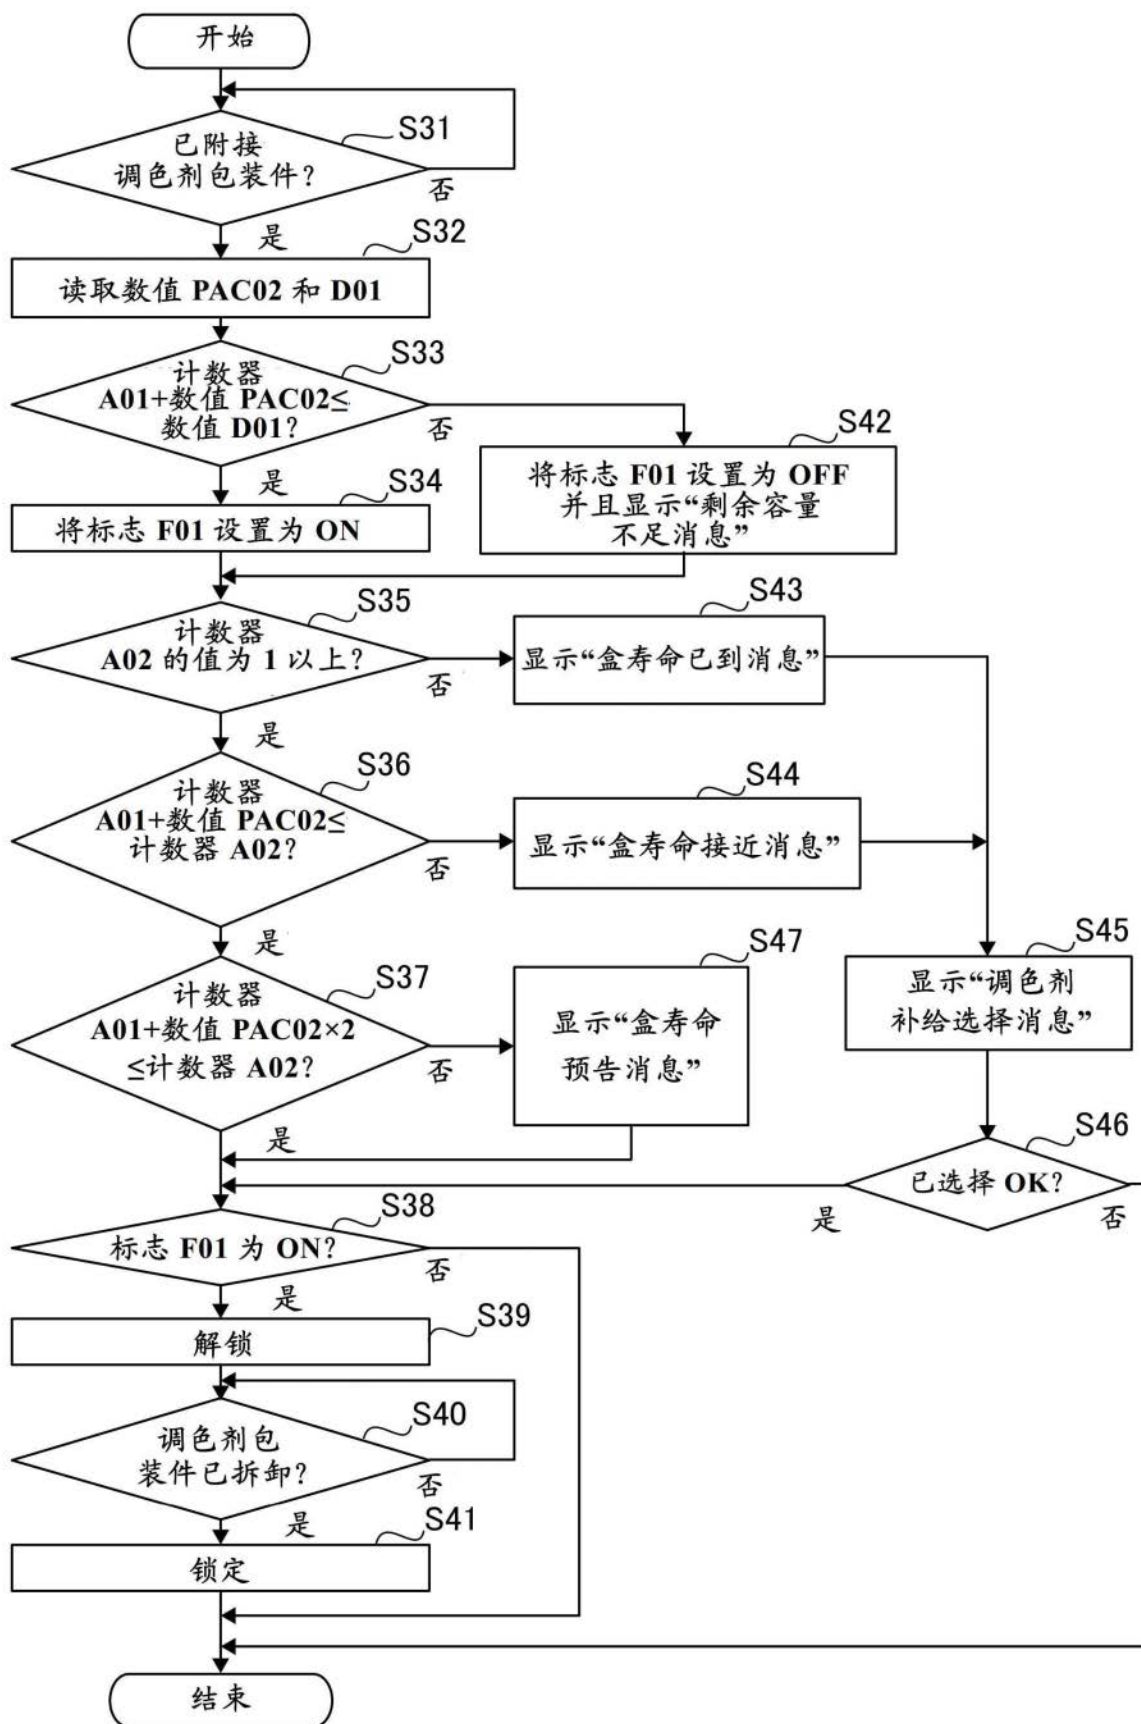 开始
S31
已附接
调色剂包装件?
否
是
S32
读取数值 PAC02 和 D01
S33
计数器
A01+数值 PAC02≤
数值 D01?
否
是
S42
将标志 F01 设置为 OFF
并且显示“剩余容量
不足消息”
S34
将标志 F01 设置为 ON
S35
计数器
A02 的值为 1 以上?
否
是
S43
显示“盒寿命已到消息”
S36
计数器
A01+数值 PAC02≤
计数器 A02?
否
是
S44
显示“盒寿命接近消息”
S37
计数器
A01+数值 PAC02×2
≤计数器 A02?
否
是
S47
显示“盒寿命
预告消息”
S45
显示“调色剂
补给选择消息”
S46
已选择 OK?
是
否
S38
标志 F01 为 ON?
否
是
S39
解锁
S40
调色剂包
装件已拆卸?
否
是
S41
锁定
结束